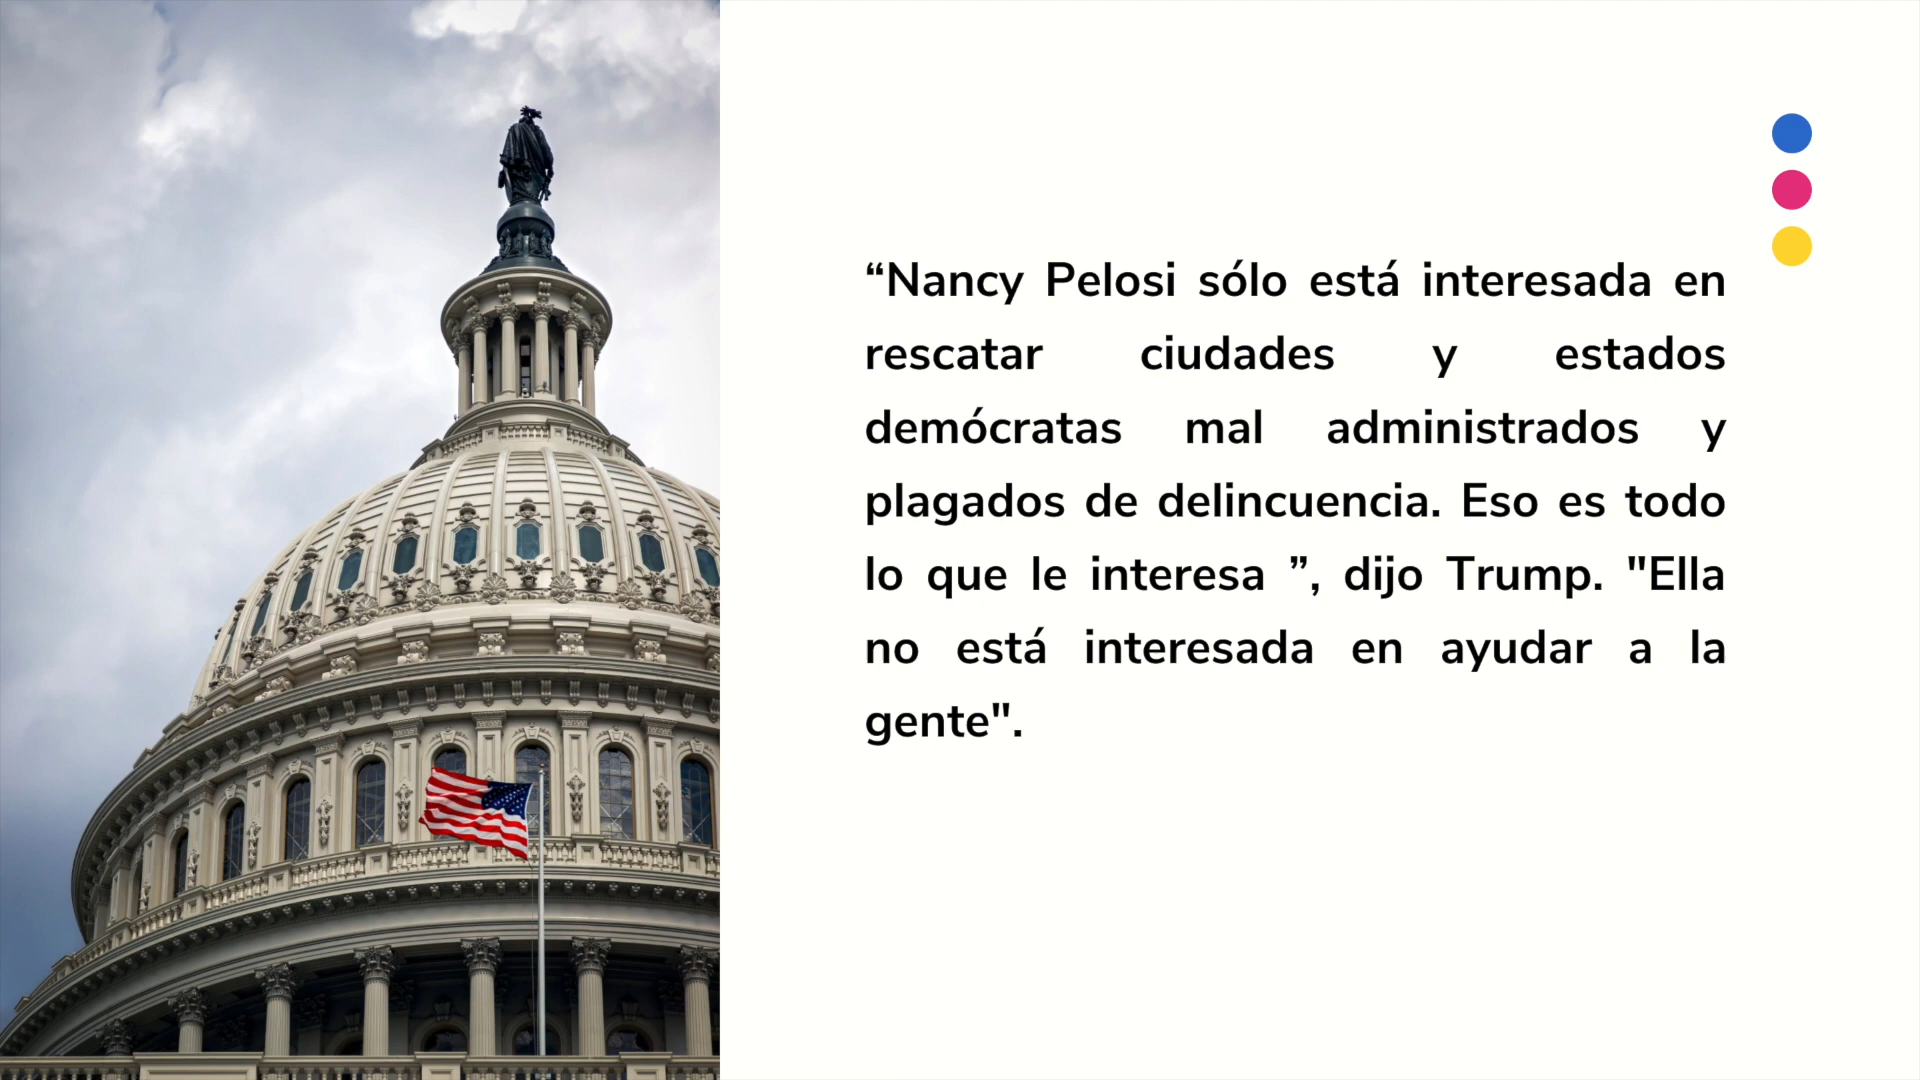 “Nancy Pelosi sólo está interesada en
rescatar ciudades y estados
demócratas mal administrados y
plagados de delincuencia. Eso es todo
lo que le interesa ”, dijo Trump. "Ella
no está interesada en ayudar a la
gente".